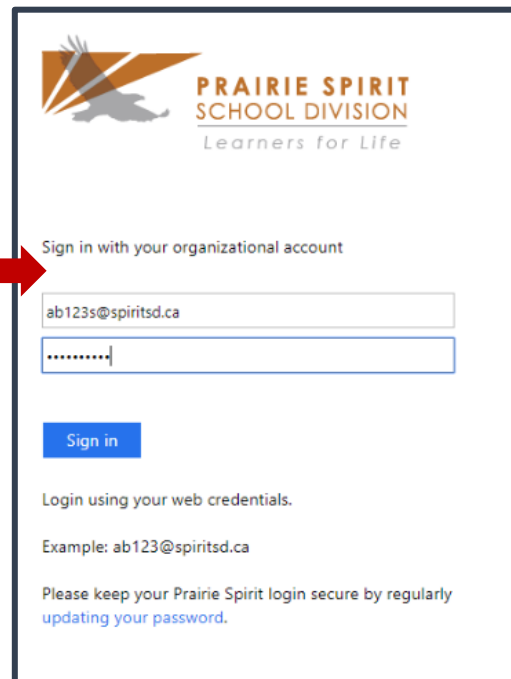 PRAIRIE SPIRIT
SCHOOL DIVISION
Learners for Life
Sign in with your organizational account
ab123s@spiritsd.ca
••••••••••
Sign in
Login using your web credentials.
Example: ab123@spiritsd.ca
Please keep your Prairie Spirit login secure by regularly
updating your password.